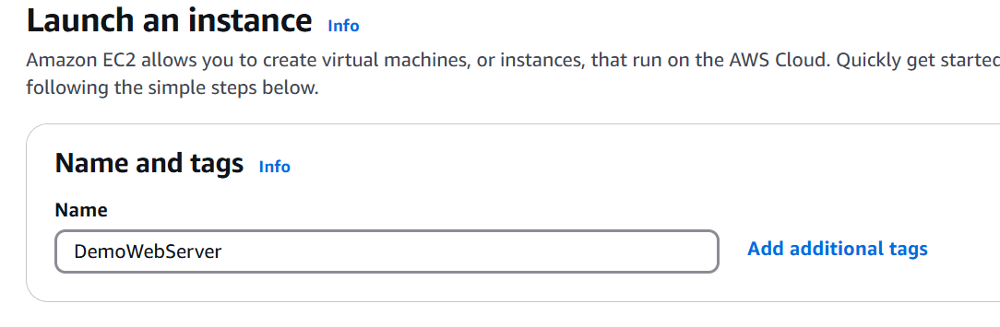 Launch an instance Info
Amazon EC2 allows you to create virtual machines, or instances, that run on the AWS Cloud. Quickly get started
following the simple steps below.
Name and tags Info
Name
DemoWebServer
Add additional tags